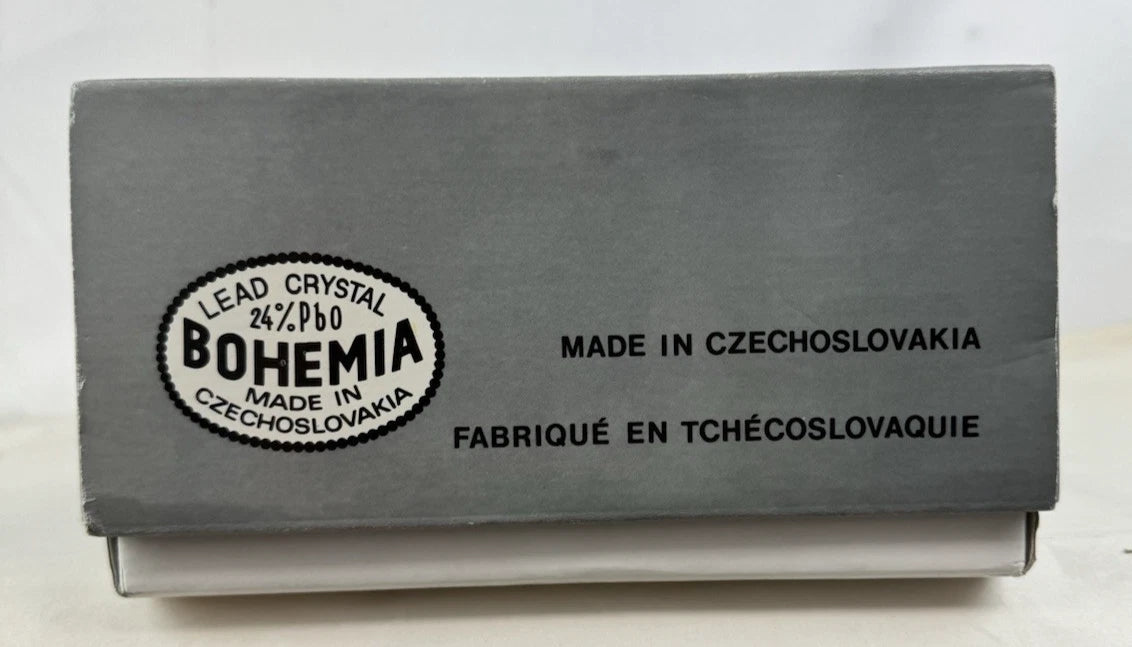 LEAD CRYSTAL
24%PbO
BOHEMIA
MADE IN
CZECHOSLOVAKIA
MADE IN CZECHOSLOVAKIA
FABRIQUÉ EN TCHÉCOSLOVAQUIE